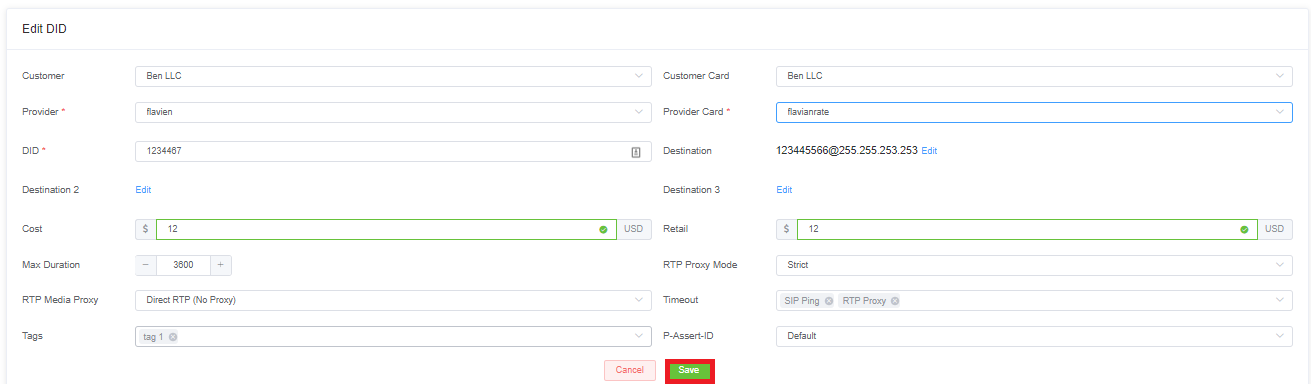 Edit DID
Customer Ben LLC Customer Card Ben LLC
Provider * flavien Provider Card * flavianrate
DID * 1234467 Destination 123445566@255.255.253.253 Edit
Destination 2 Edit Destination 3 Edit
Cost $ 12 USD Retail $ 12 USD
Max Duration − 3600 + RTP Proxy Mode Strict
RTP Media Proxy Direct RTP (No Proxy) Timeout SIP Ping RTP Proxy
Tags tag 1 P-Assert-ID Default
Cancel Save